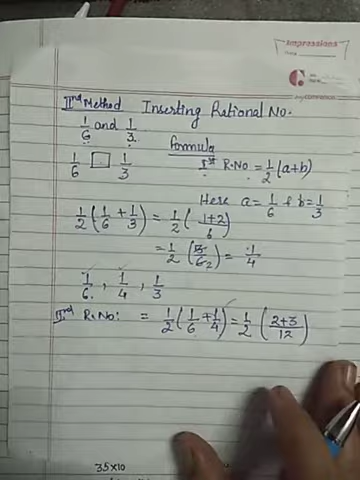 Impressions
IInd Method Inserting Rational No.
1/6 and 1/3
Formula
1/6 □ 1/3
Ist R.No = 1/2 (a+b)
Here a = 1/6 & b = 1/3
1/2 (1/6 + 1/3) = 1/2 (1+2/6)
= 1/2 (3/6 2) = 1/4
1/6, 1/4, 1/3
IInd R.No: = 1/2 (1/6 + 1/4) = 1/2 (2+3/12)
35×10